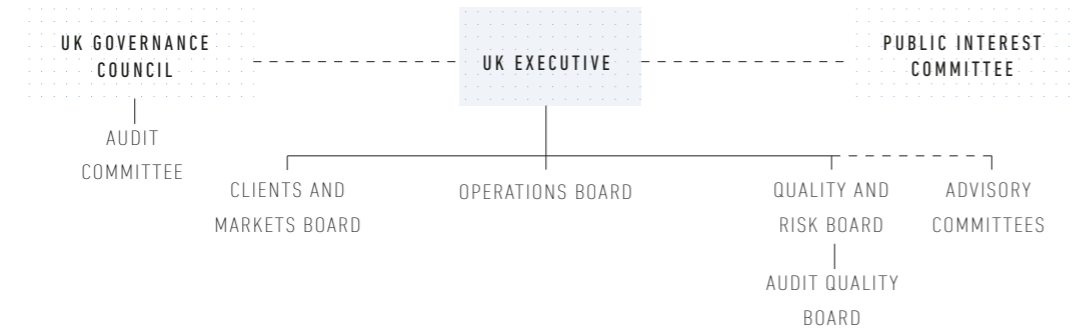 UK GOVERNANCE
COUNCIL
UK EXECUTIVE
PUBLIC INTEREST
COMMITTEE
AUDIT
COMMITTEE
CLIENTS AND
MARKETS BOARD
OPERATIONS BOARD
QUALITY AND
RISK BOARD
ADVISORY
COMMITTEES
AUDIT QUALITY
BOARD